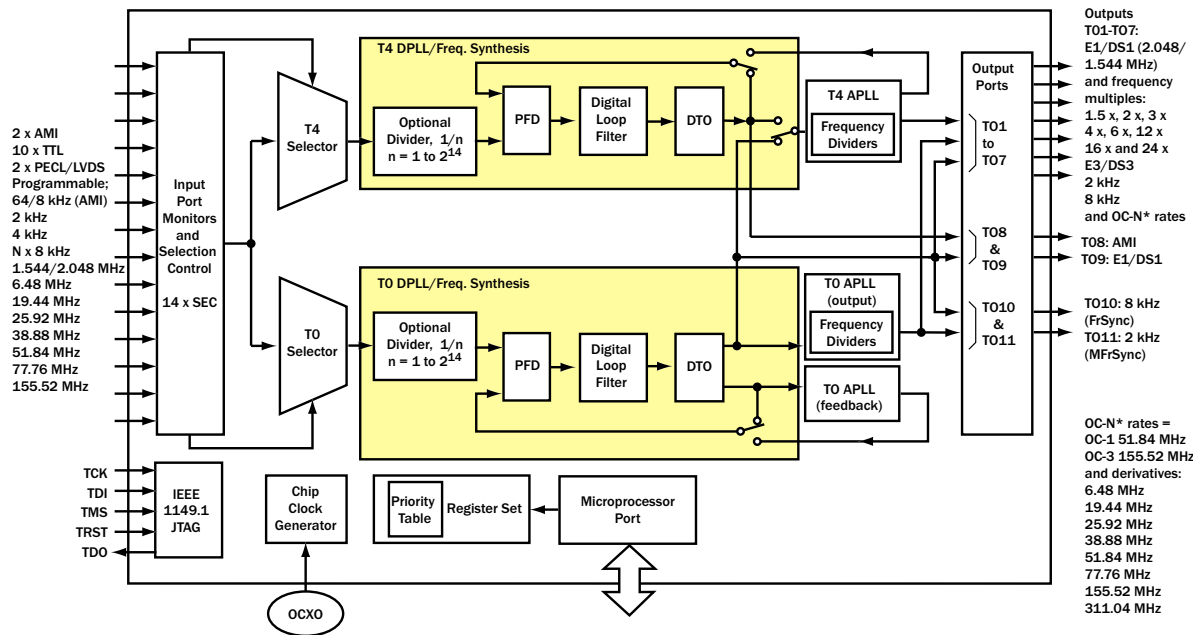 2 x AMI
10 x TTL
2 x PECL/LVDS
Programmable;
64/8 kHz (AMI)
2 kHz
4 kHz
N x 8 kHz
1.544/2.048 MHz
6.48 MHz
19.44 MHz
25.92 MHz
38.88 MHz
51.84 MHz
77.76 MHz
155.52 MHz
TCK
TDI
TMS
TRST
TDO
Input
Port
Monitors
and
Selection
Control
14 x SEC
IEEE
1149.1
JTAG
T4
Selector
T0
Selector
T4 DPLL/Freq. Synthesis
Optional
Divider, 1/n
n = 1 to 2^14
PFD
Digital
Loop
Filter
DTO
T4 APLL
Frequency
Dividers
T0 DPLL/Freq. Synthesis
Optional
Divider, 1/n
n = 1 to 2^14
PFD
Digital
Loop
Filter
DTO
T0 APLL
(output)
Frequency
Dividers
T0 APLL
(feedback)
Chip
Clock
Generator
OCXO
Priority
Table
Register Set
Microprocessor
Port
Output
Ports
TO1
to
TO7
TO8
&
TO9
TO10
&
TO11
Outputs
T01-T07:
E1/DS1 (2.048/
1.544 MHz)
and frequency
multiples:
1.5 x, 2 x, 3 x
4 x, 6 x, 12 x
16 x and 24 x
E3/DS3
2 kHz
8 kHz
and OC-N* rates
T08: AMI
T09: E1/DS1
TO10: 8 kHz
(FrSync)
TO11: 2 kHz
(MFrSync)
OC-N* rates =
OC-1 51.84 MHz
OC-3 155.52 MHz
and derivatives:
6.48 MHz
19.44 MHz
25.92 MHz
38.88 MHz
51.84 MHz
77.76 MHz
155.52 MHz
311.04 MHz